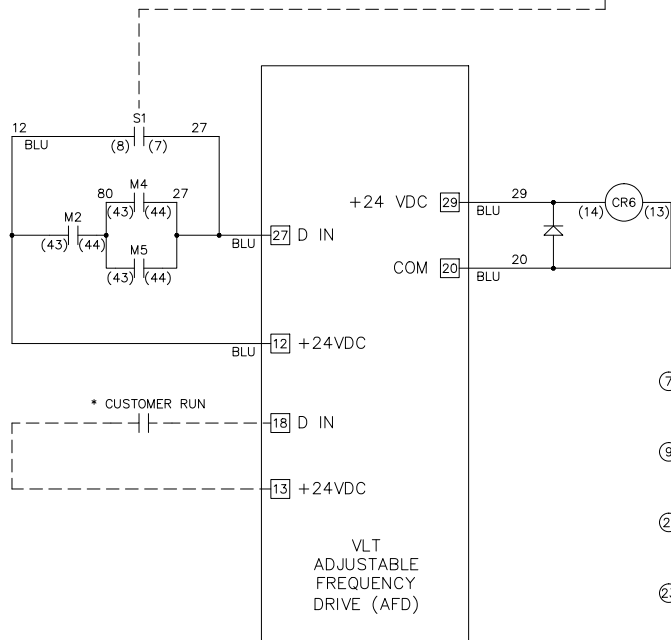 S1
12
27
BLU
(8)
(7)
80
M4
27
M2
(43)
(44)
(43)
(44)
M5
(43)
(44)
BLU
27
D IN
+24 VDC
29
29
BLU
(14)
CR6
(13)
COM
20
20
BLU
12
+24VDC
BLU
* CUSTOMER RUN
18
D IN
13
+24VDC
VLT
ADJUSTABLE
FREQUENCY
DRIVE (AFD)